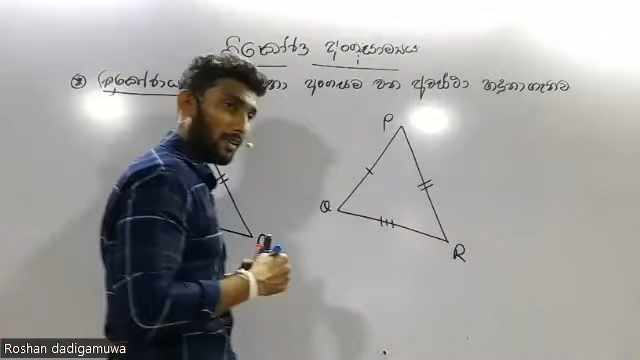 ත්‍රිකෝණ අංගසාම්‍යය
අංගසම වන අවස්ථා හඳුනාගැනීම
P
Q
R
Roshan dadigamuwa